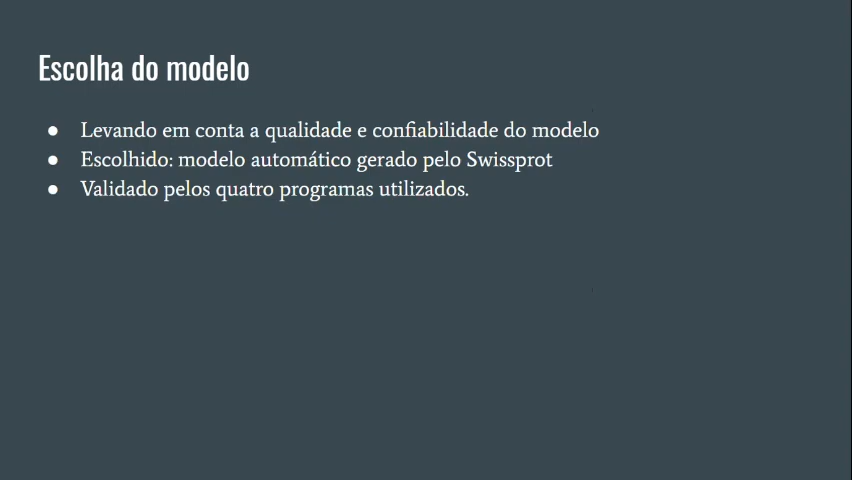 Escolha do modelo
● Levando em conta a qualidade e confiabilidade do modelo
● Escolhido: modelo automático gerado pelo Swissprot
● Validado pelos quatro programas utilizados.